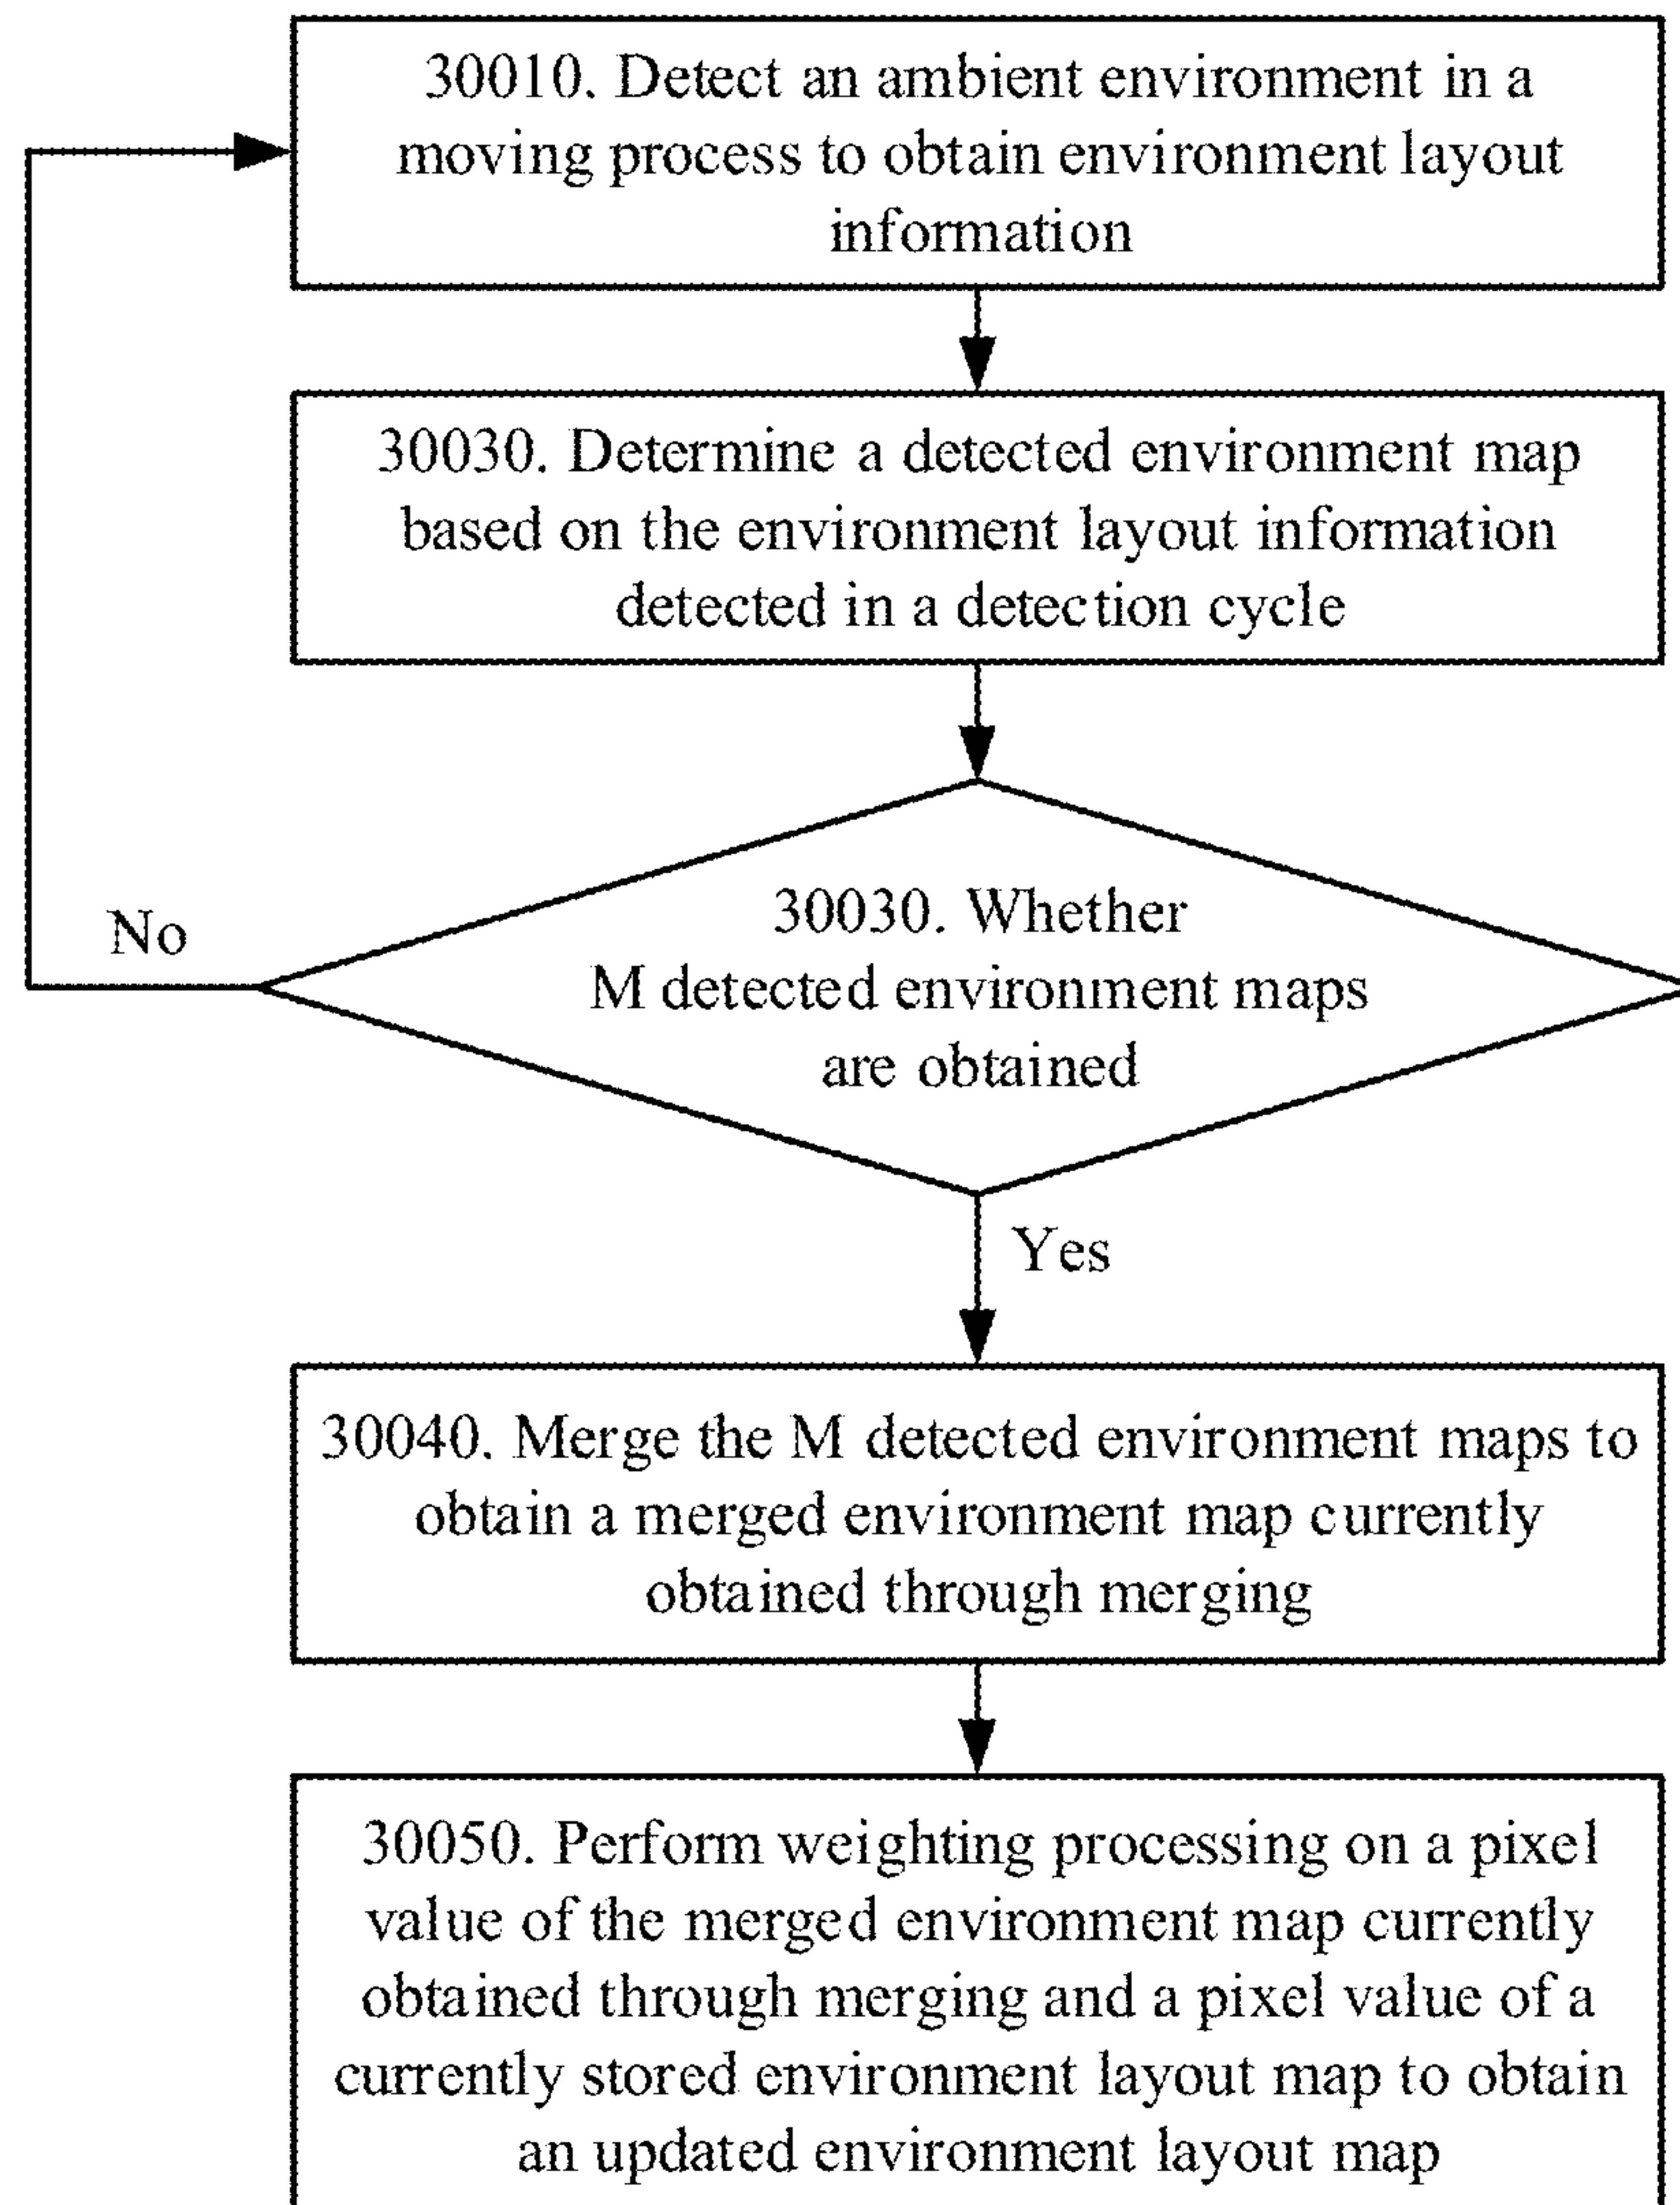 30010. Detect an ambient environment in a
moving process to obtain environment layout
information
30030. Determine a detected environment map
based on the environment layout information
detected in a detection cycle
30030. Whether
M detected environment maps
are obtained
No
Yes
30040. Merge the M detected environment maps to
obtain a merged environment map currently
obtained through merging
30050. Perform weighting processing on a pixel
value of the merged environment map currently
obtained through merging and a pixel value of a
currently stored environment layout map to obtain
an updated environment layout map